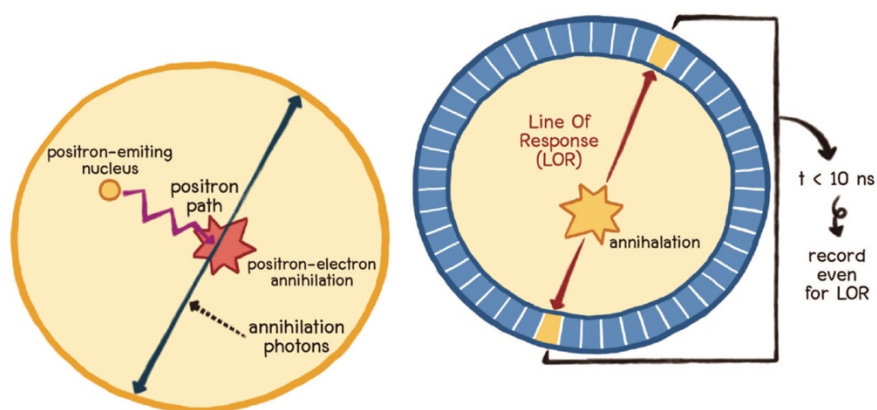 positron-emiting
nucleus
positron
path
positron-electron
annihilation
annihilation
photons
Line Of
Response
(LOR)
annihalation
t < 10 ns
record
even
for LOR